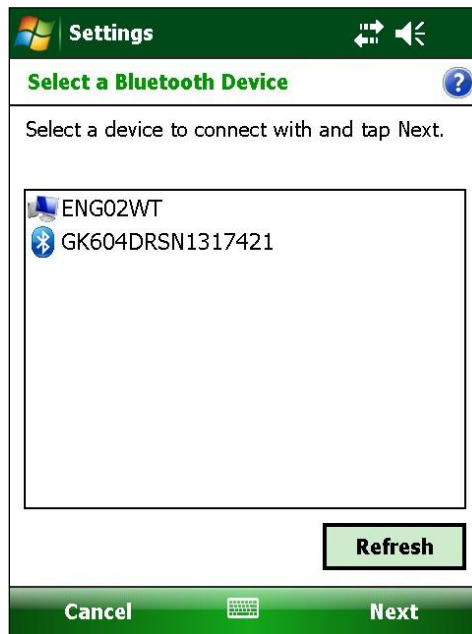 Settings
Select a Bluetooth Device
?
Select a device to connect with and tap Next.
ENG02WT
GK604DRSN1317421
Refresh
Cancel
Next